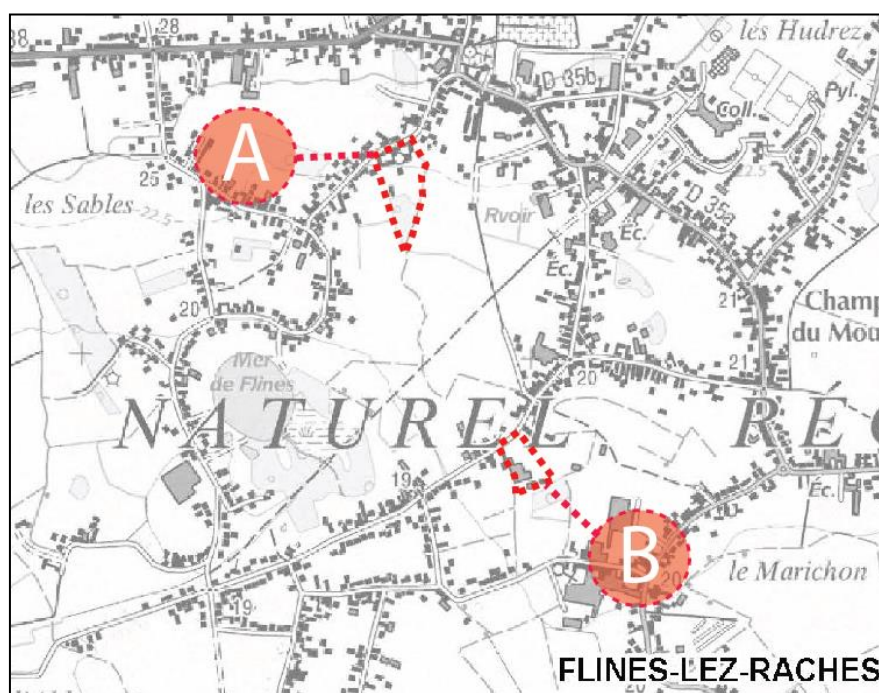 38
28
les Hudrez
D 35b
Coll.
Pyl.
A
25
les Sables
22.5
Rvoir
Éc.
D 35a
22.5
Éc.
20
21
Champ
du Mou
Mer
de Flines
20
21
NATUREL REG
19
Éc.
B
20
le Marichon
19
FLINES-LEZ-RACHES
20